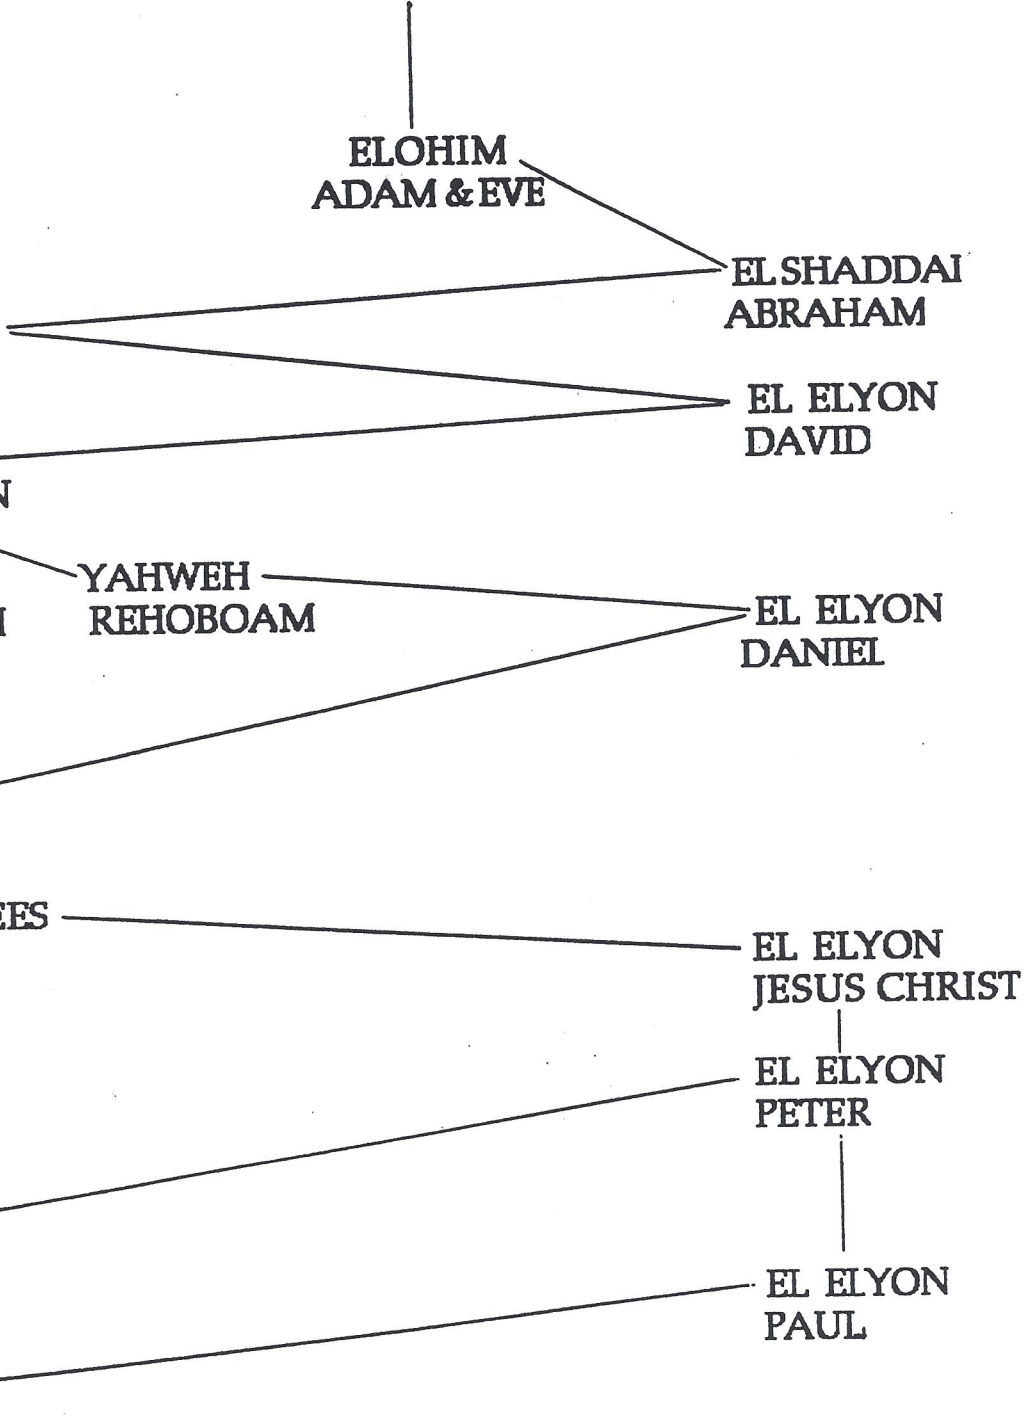 ELOHIM
ADAM & EVE
EL SHADDAI
ABRAHAM
EL ELYON
DAVID
N
YAHWEH
REHOBOAM
EL ELYON
DANIEL
EES
EL ELYON
JESUS CHRIST
EL ELYON
PETER
EL ELYON
PAUL